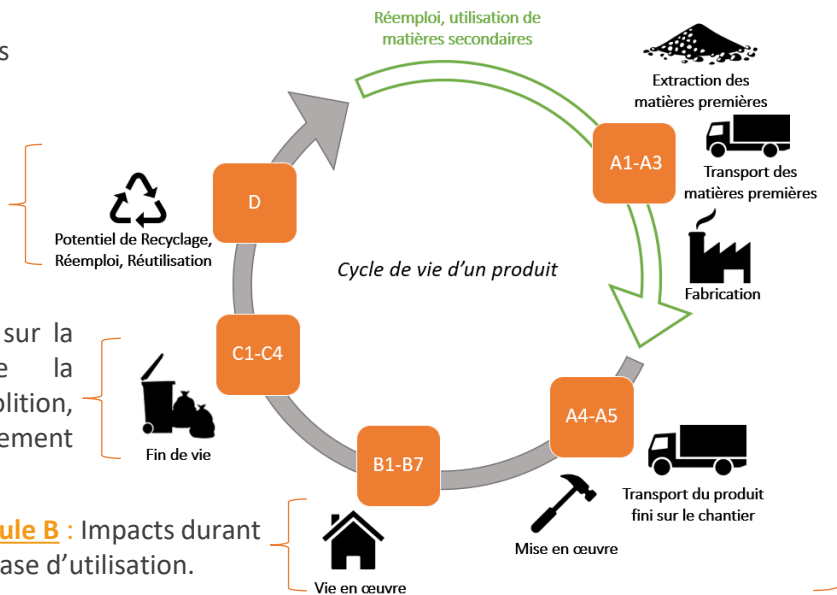 Réemploi, utilisation de
matières secondaires
s
Extraction des
matières premières
A1-A3
Transport des
matières premières
D
Potentiel de Recyclage,
Réemploi, Réutilisation
Cycle de vie d’un produit
Fabrication
sur la
e la
olition,
ement
C1-C4
Fin de vie
A4-A5
B1-B7
Transport du produit
fini sur le chantier
Mise en œuvre
ule B : Impacts durant
ase d’utilisation.
Vie en œuvre